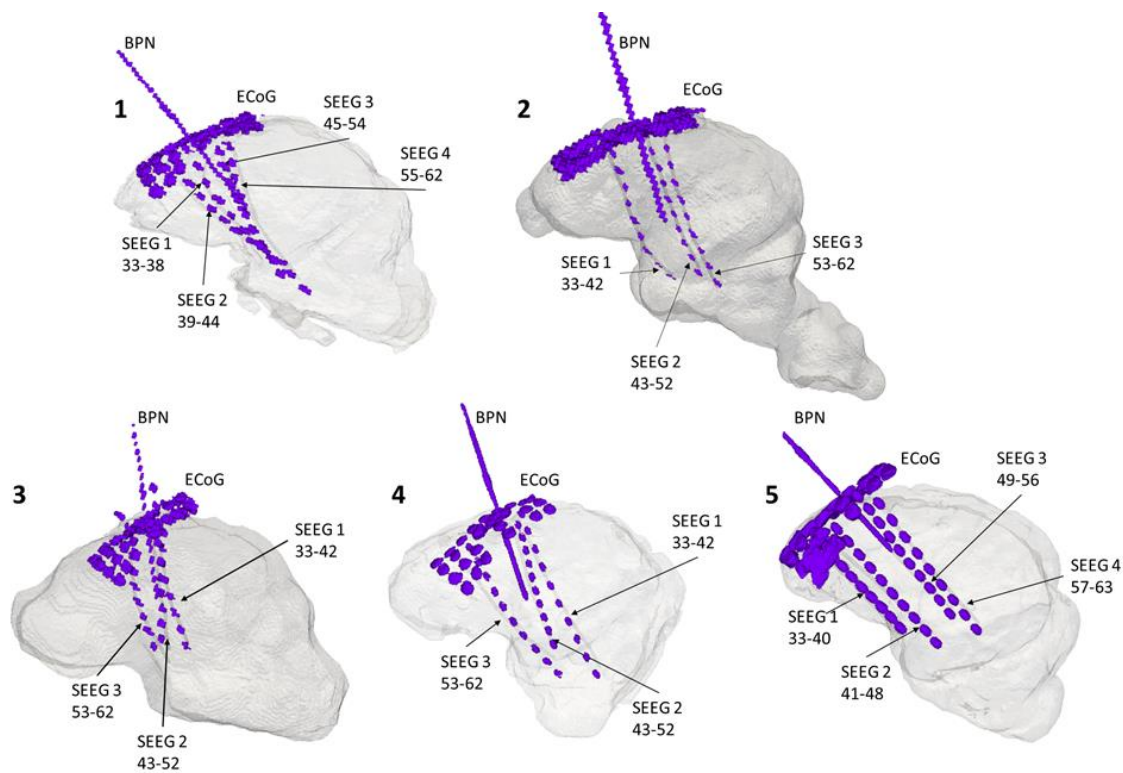 1
BPN
ECoG
SEEG 3
45-54
SEEG 4
55-62
SEEG 1
33-38
SEEG 2
39-44
2
BPN
ECoG
SEEG 1
33-42
SEEG 3
53-62
SEEG 2
43-52
3
BPN
ECoG
SEEG 1
33-42
SEEG 3
53-62
SEEG 2
43-52
4
BPN
ECoG
SEEG 1
33-42
SEEG 3
53-62
SEEG 2
43-52
5
BPN
ECoG
SEEG 3
49-56
SEEG 4
57-63
SEEG 1
33-40
SEEG 2
41-48